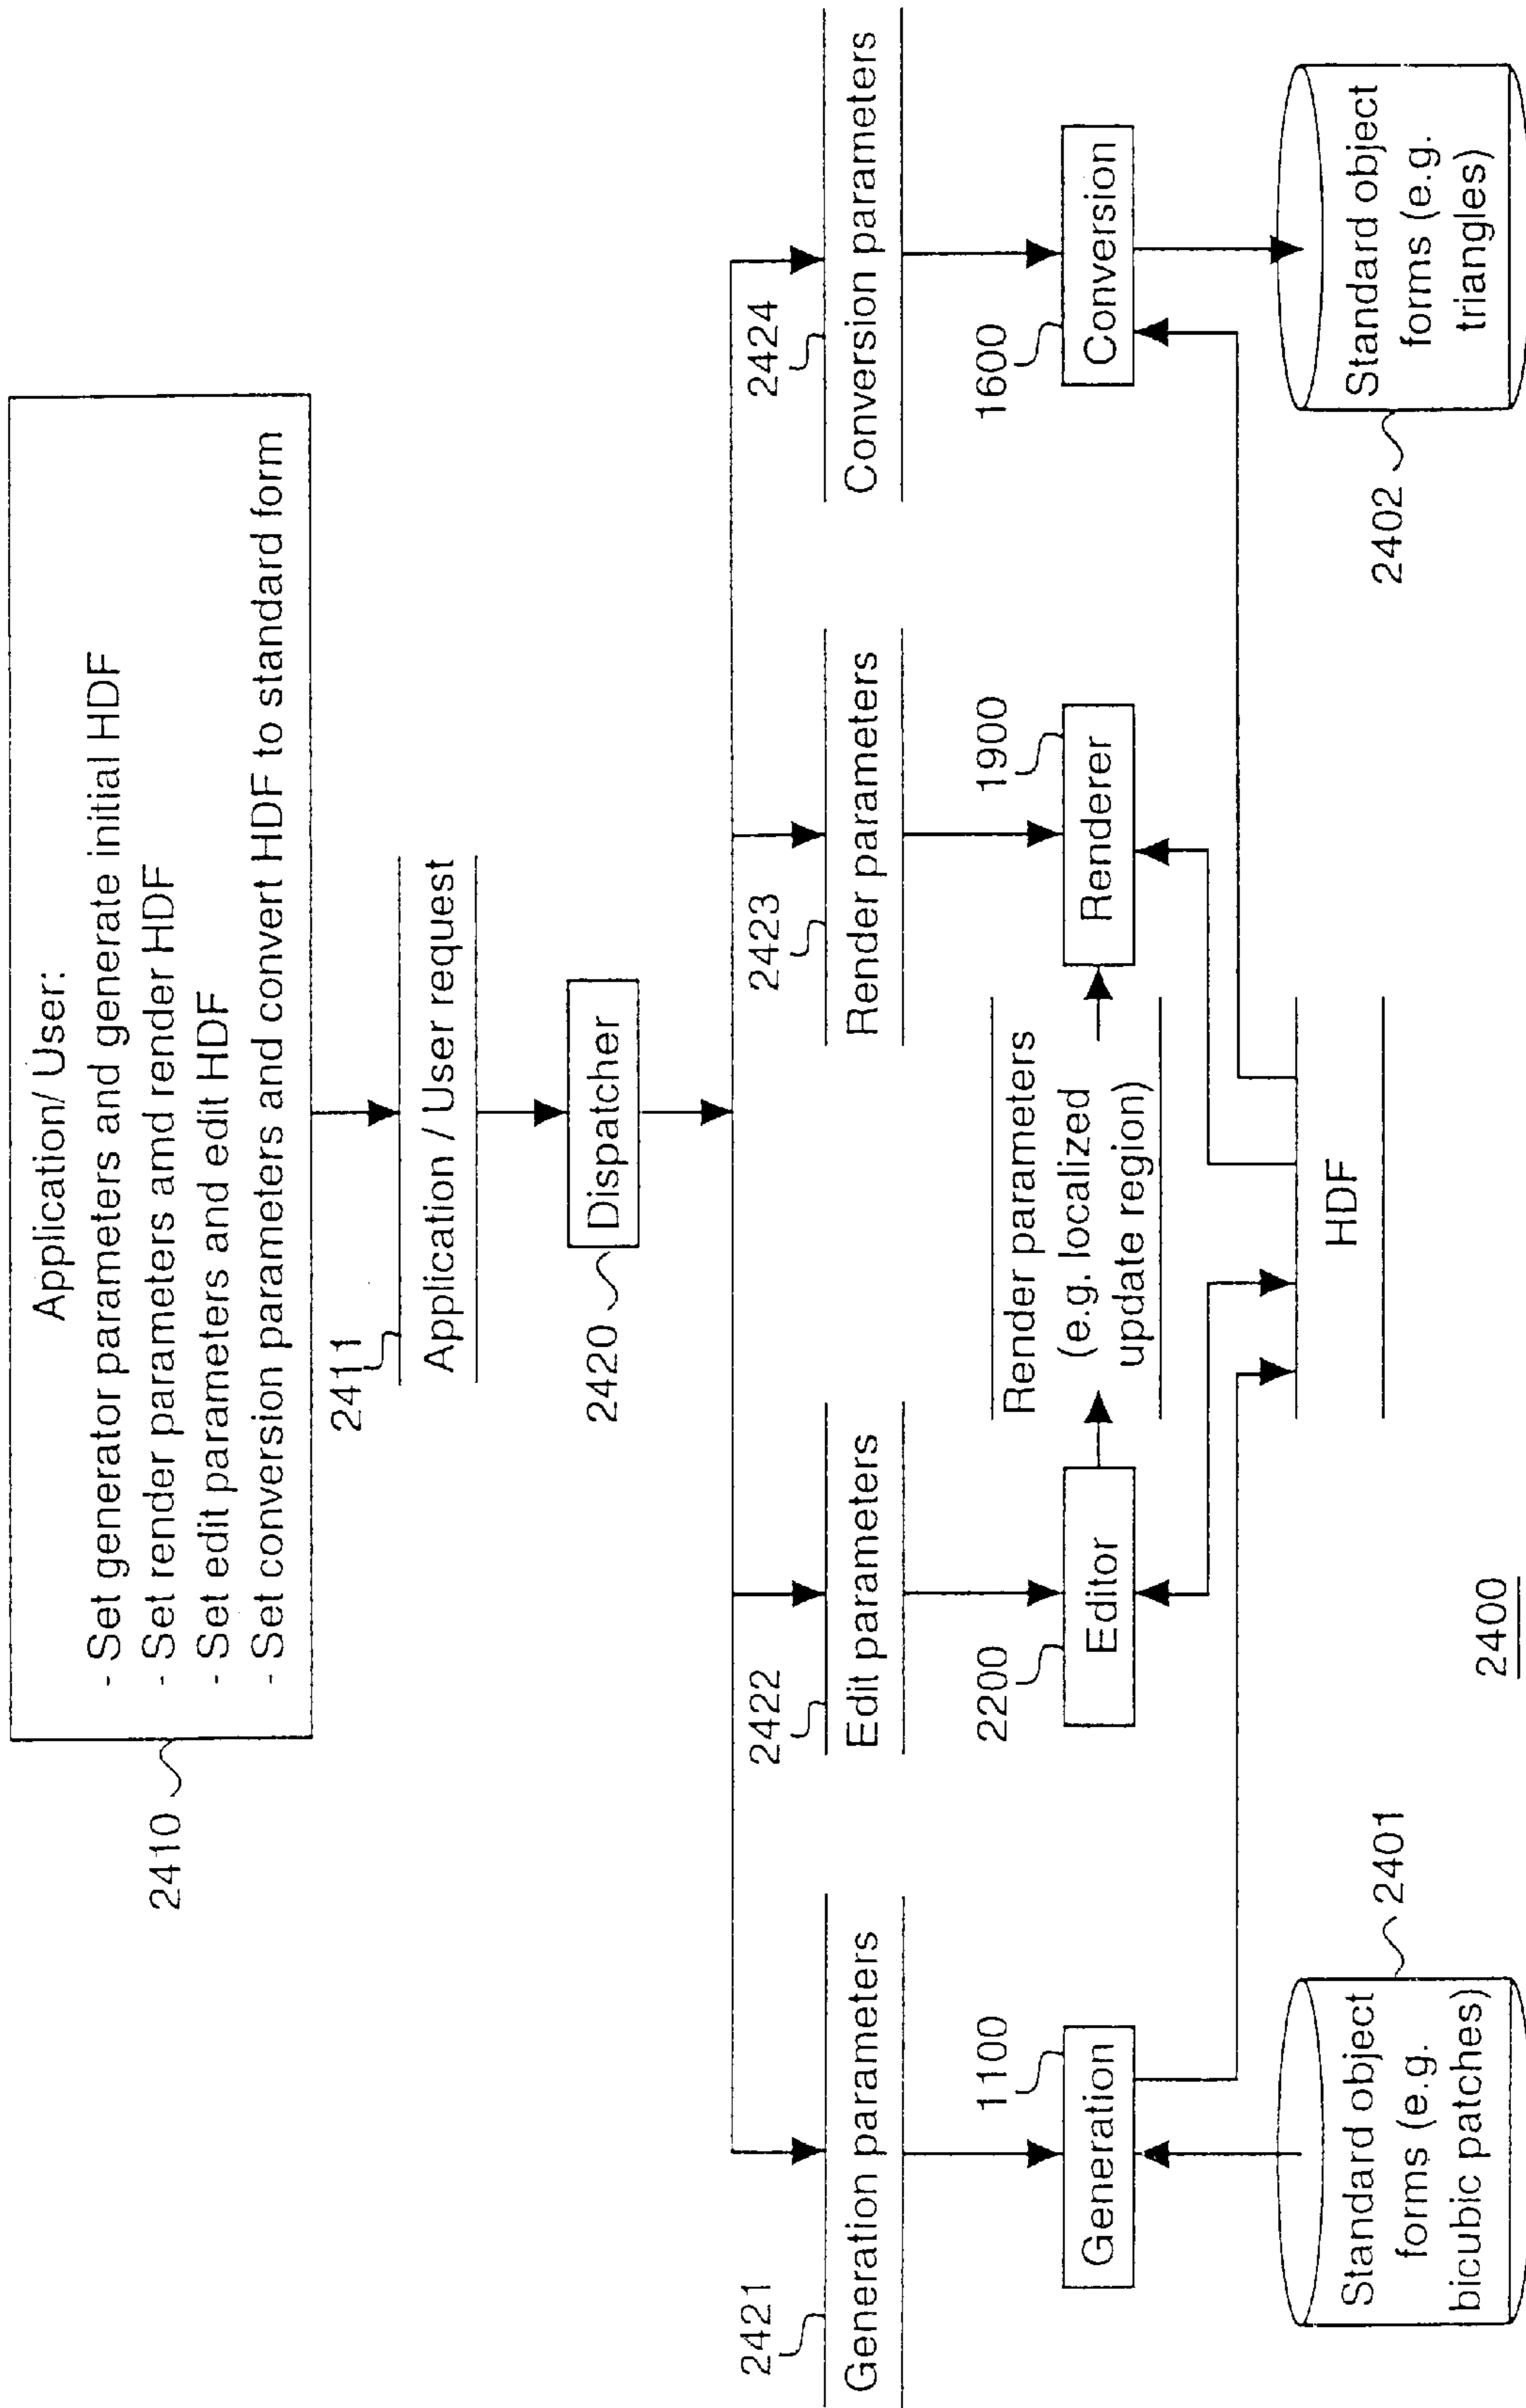 Application/ User:
- Set generator parameters and generate initial HDF
- Set render parameters amd render HDF
- Set edit parameters and edit HDF
- Set conversion parameters and convert HDF to standard form
2410
2411
Application / User request
2420
Dispatcher
2421
Generation parameters
2422
Edit parameters
2423
Render parameters
2424
Conversion parameters
1100
Generation
2200
Editor
Render parameters
(e.g. localized
update region)
1900
Renderer
1600
Conversion
2401
Standard object
forms (e.g.
bicubic patches)
HDF
2402
Standard object
forms (e.g.
triangles)
2400